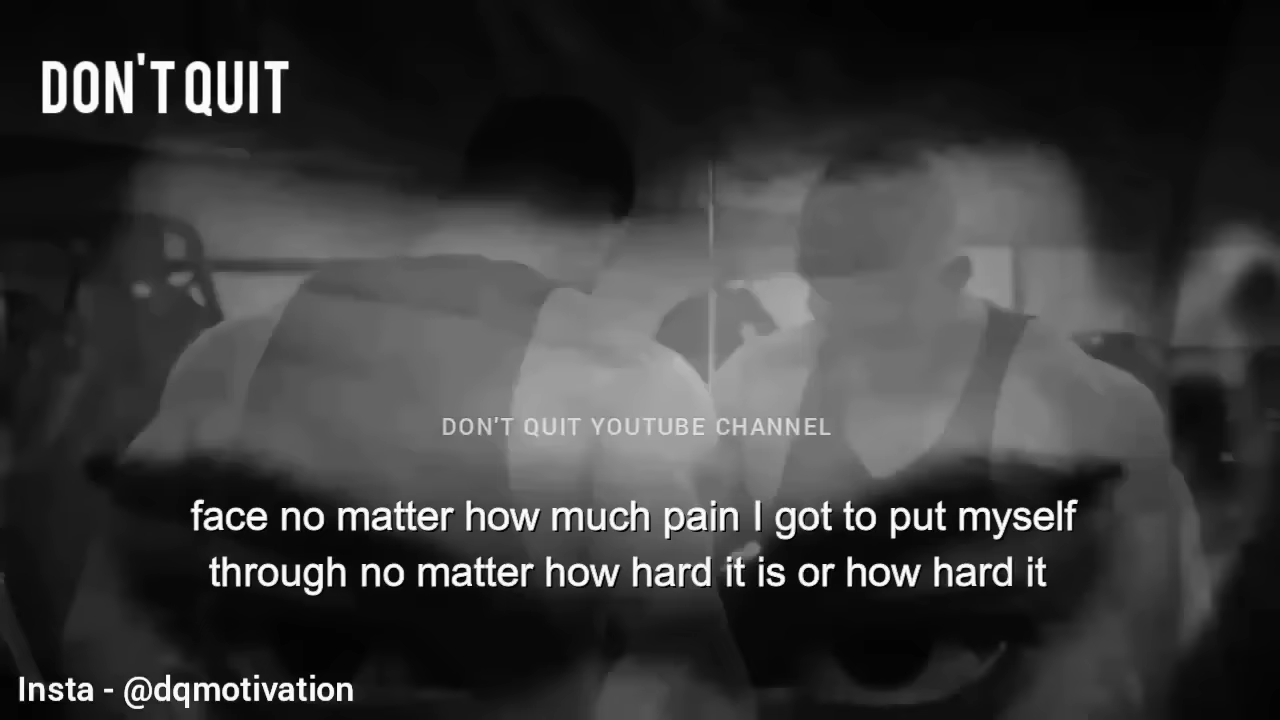 DON'T QUIT
DON'T QUIT YOUTUBE CHANNEL
face no matter how much pain I got to put myself
through no matter how hard it is or how hard it
Insta - @dqmotivation